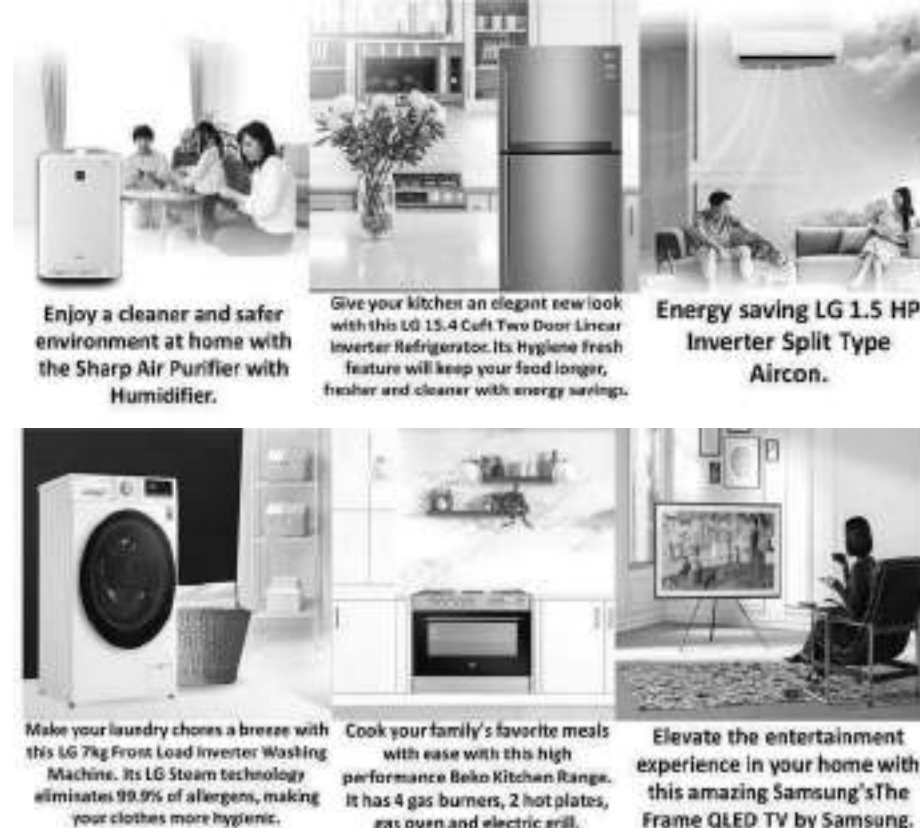 Enjoy a cleaner and safer
environment at home with
the Sharp Air Purifier with
Humidifier.
Give your kitchen an elegant new look
with this LG 15.4 Cuft Two Door Linear
Inverter Refrigerator. Its Hygiene Fresh
feature will keep your food longer,
fresher and cleaner with energy savings.
Energy saving LG 1.5 HP
Inverter Split Type
Aircon.
Make your laundry chores a breeze with
this LG 7kg Front Load Inverter Washing
Machine. Its LG Steam technology
eliminates 99.9% of allergens, making
your clothes more hygienic.
Cook your family's favorite meals
with ease with this high
performance Beko Kitchen Range.
It has 4 gas burners, 2 hot plates,
gas oven and electric grill.
Elevate the entertainment
experience in your home with
this amazing Samsung'sThe
Frame QLED TV by Samsung.